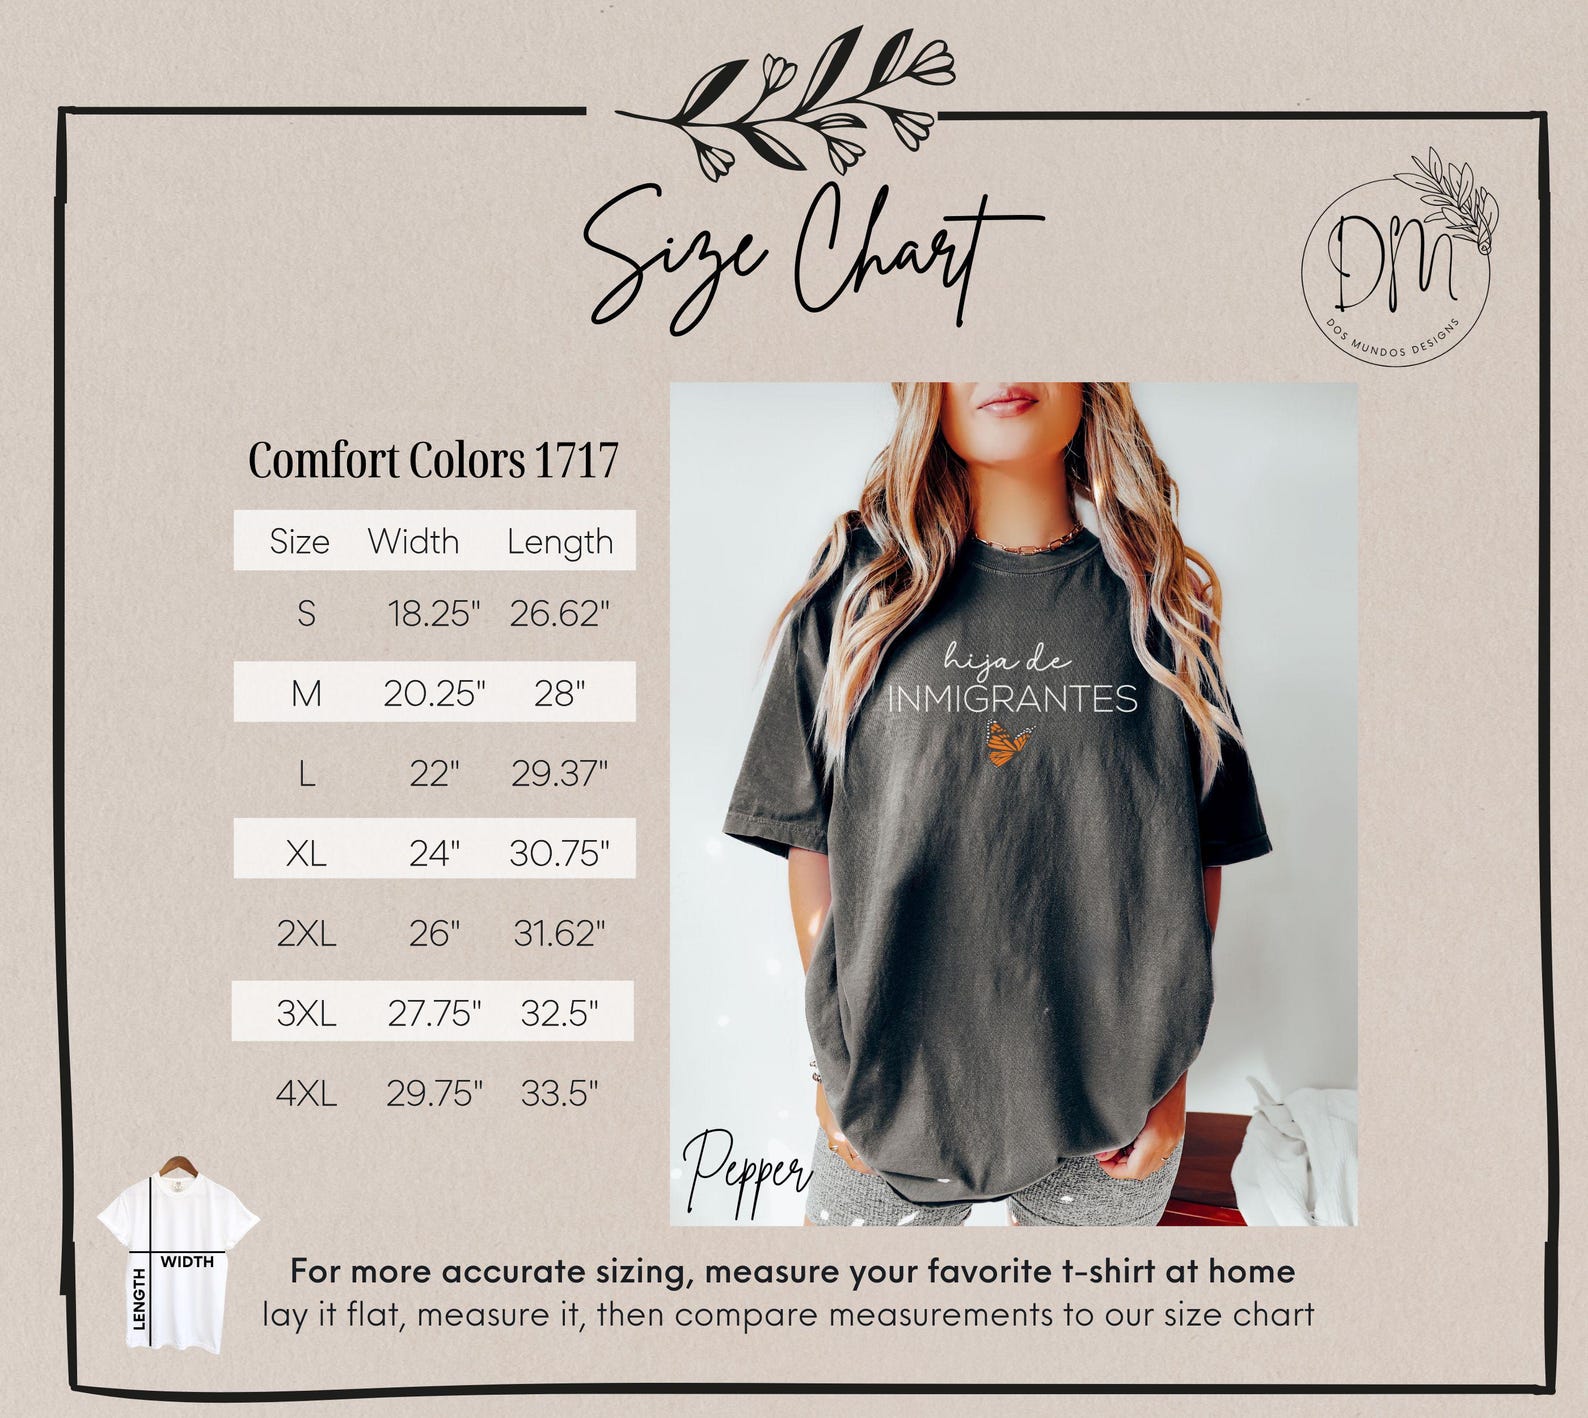 Size Chart
DM
DOS MUNDOS DESIGNS
Comfort Colors 1717
Size Width Length
S 18.25" 26.62"
M 20.25" 28"
L 22" 29.37"
XL 24" 30.75"
2XL 26" 31.62"
3XL 27.75" 32.5"
4XL 29.75" 33.5"
hija de
INMIGRANTES
Pepper
WIDTH
LENGTH
For more accurate sizing, measure your favorite t-shirt at home
lay it flat, measure it, then compare measurements to our size chart